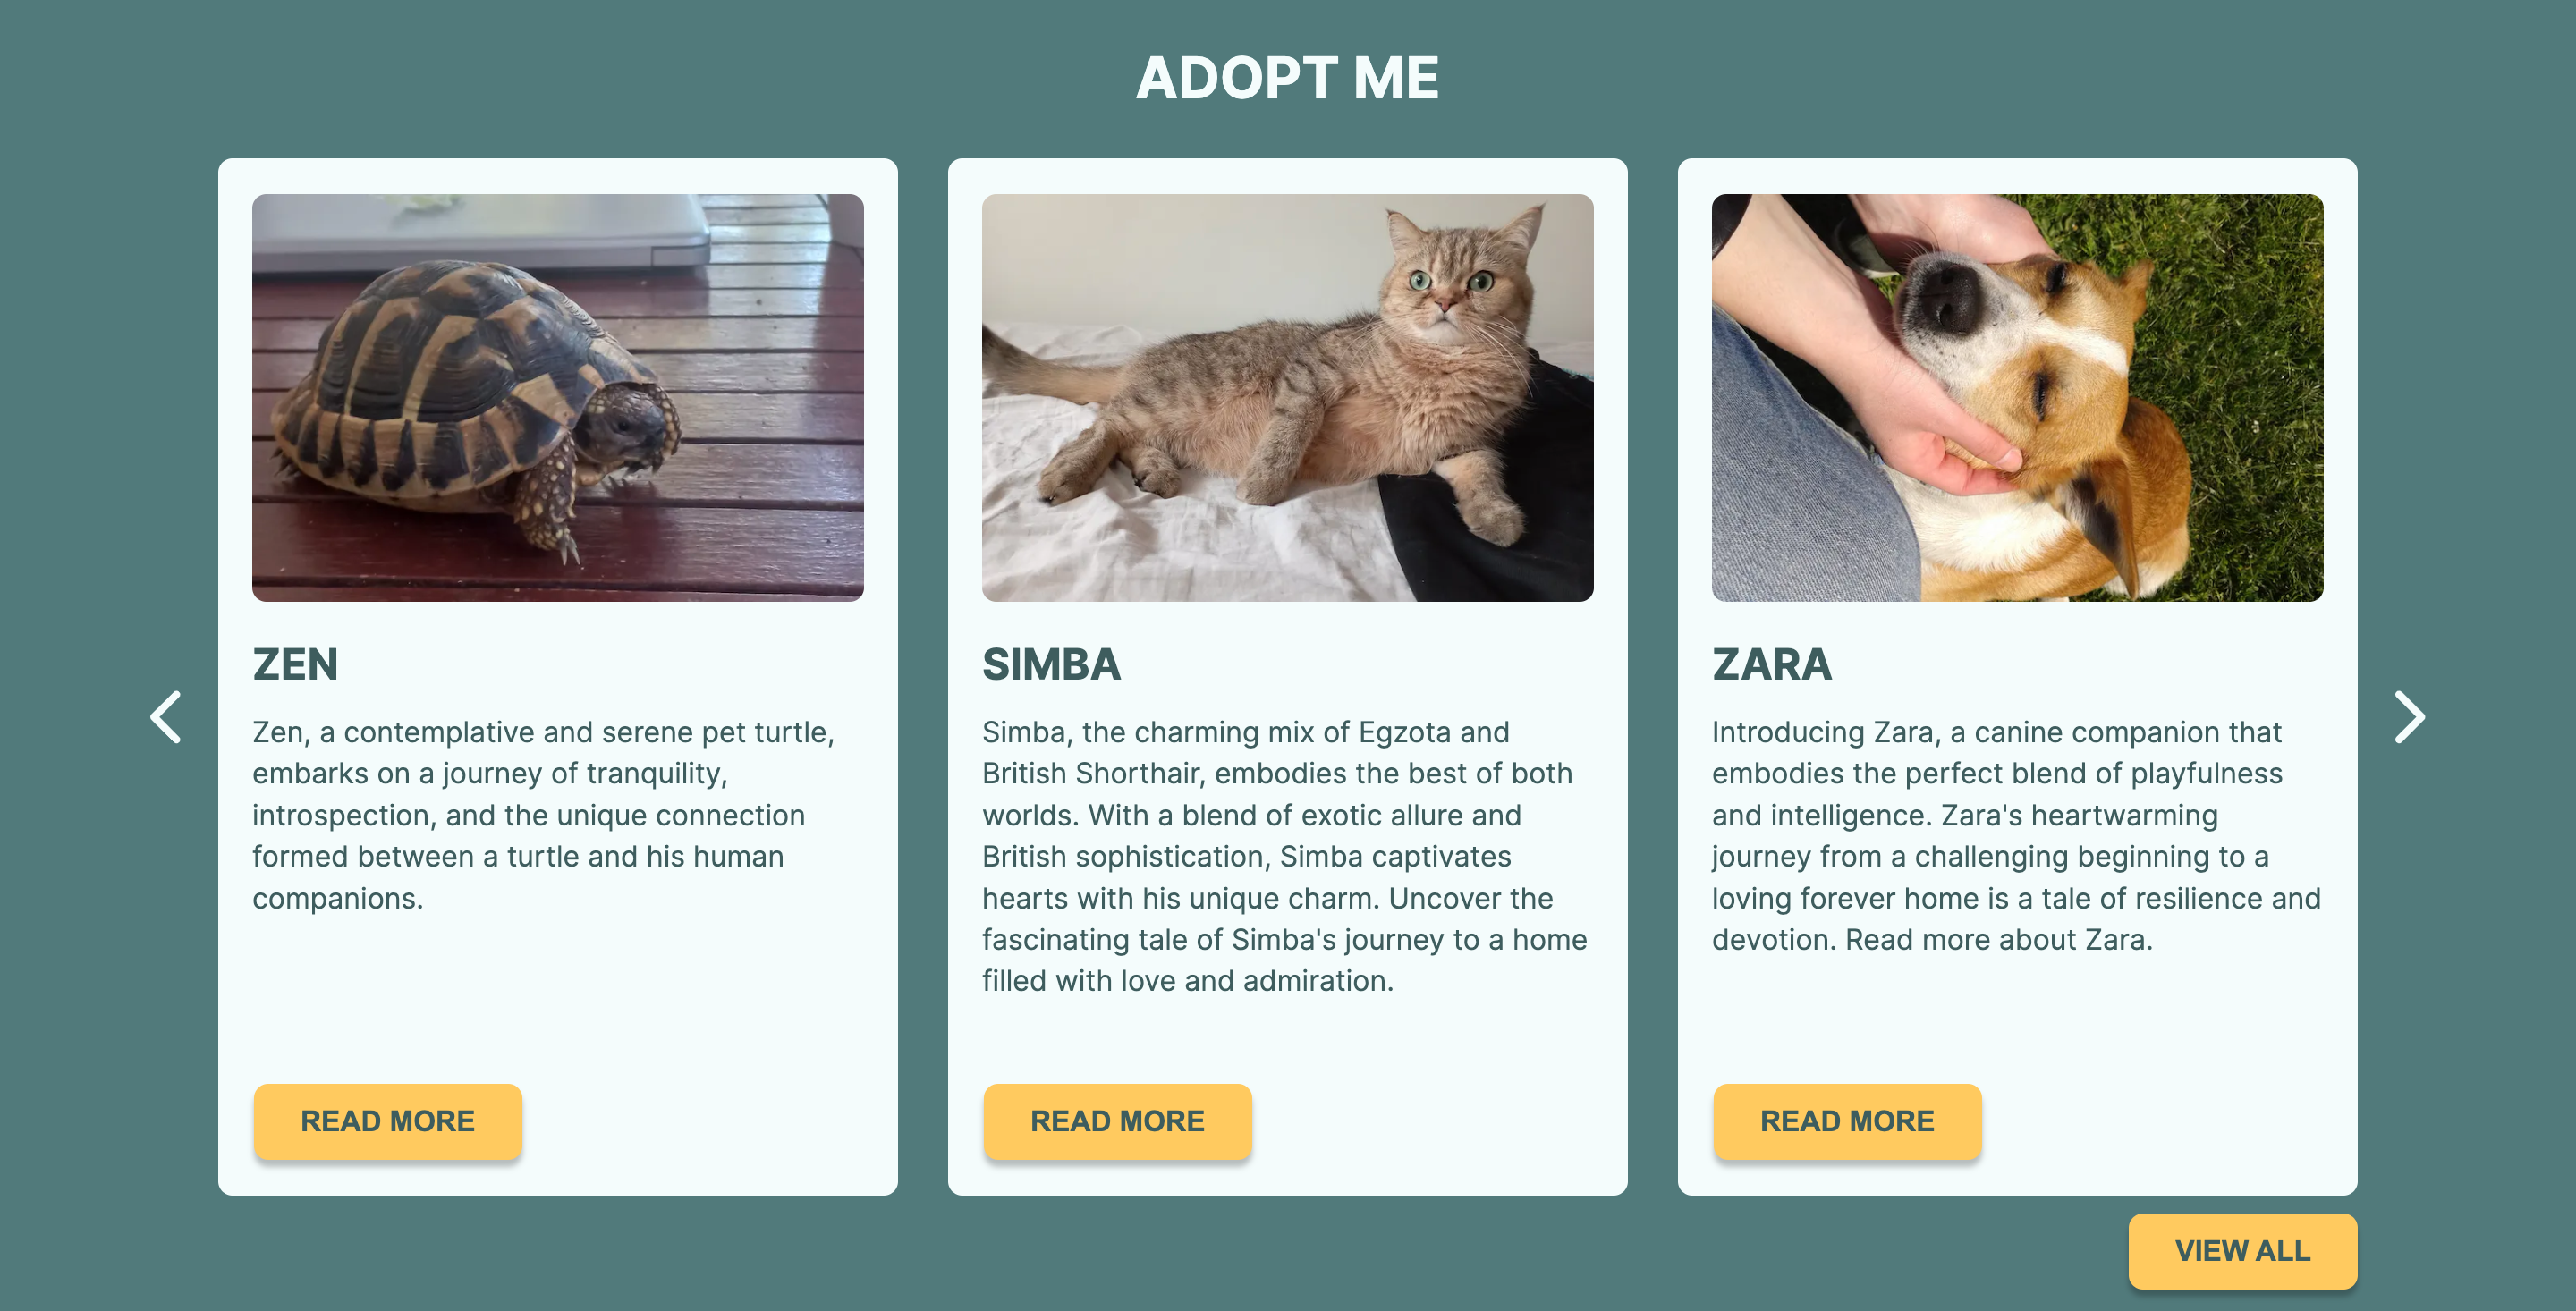 ADOPT ME
ZEN
Zen, a contemplative and serene pet turtle,
embarks on a journey of tranquility,
introspection, and the unique connection
formed between a turtle and his human
companions.
READ MORE
SIMBA
Simba, the charming mix of Egzota and
British Shorthair, embodies the best of both
worlds. With a blend of exotic allure and
British sophistication, Simba captivates
hearts with his unique charm. Uncover the
fascinating tale of Simba's journey to a home
filled with love and admiration.
READ MORE
ZARA
Introducing Zara, a canine companion that
embodies the perfect blend of playfulness
and intelligence. Zara's heartwarming
journey from a challenging beginning to a
loving forever home is a tale of resilience and
devotion. Read more about Zara.
READ MORE
VIEW ALL